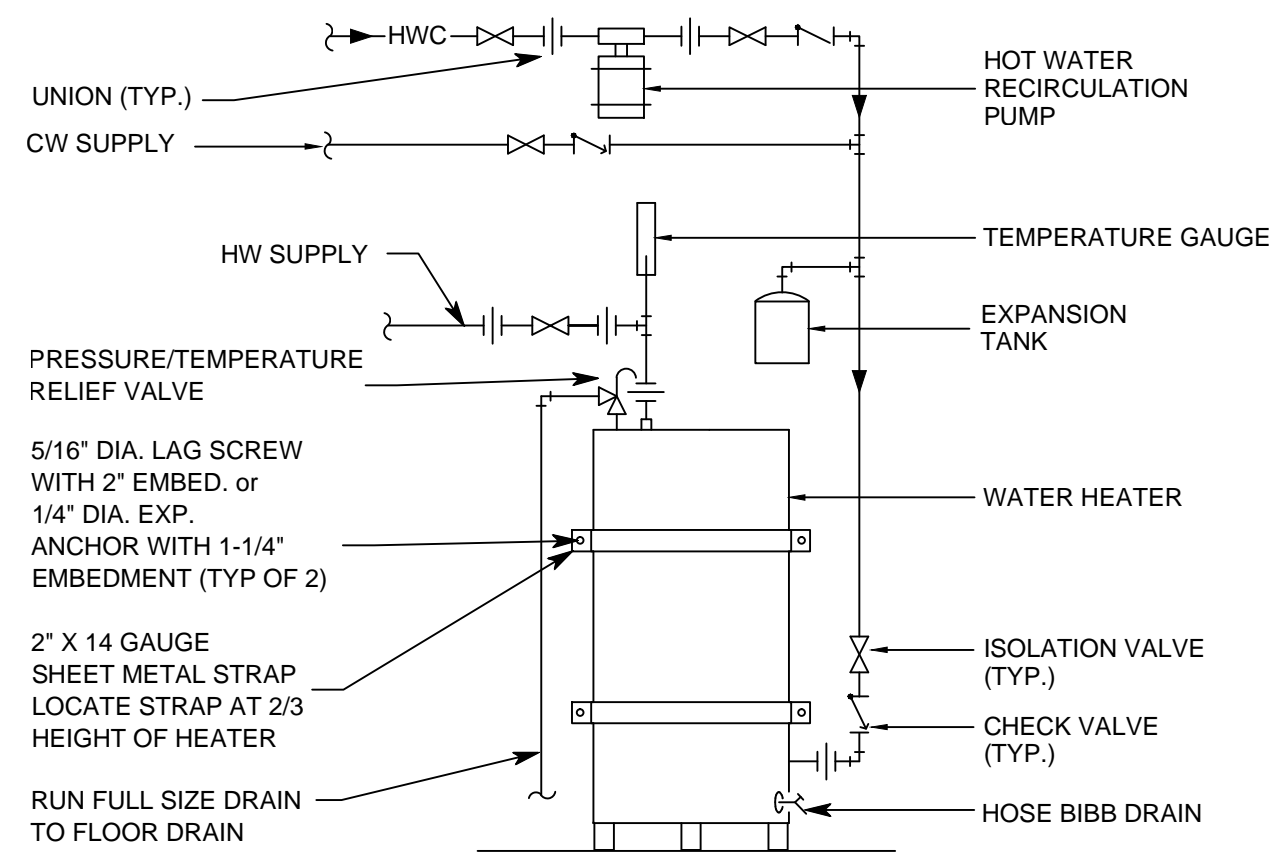 HWC
UNION (TYP.)
CW SUPPLY
HW SUPPLY
PRESSURE/TEMPERATURE
RELIEF VALVE
5/16" DIA. LAG SCREW
WITH 2" EMBED. or
1/4" DIA. EXP.
ANCHOR WITH 1-1/4"
EMBEDMENT (TYP OF 2)
2" X 14 GAUGE
SHEET METAL STRAP
LOCATE STRAP AT 2/3
HEIGHT OF HEATER
RUN FULL SIZE DRAIN
TO FLOOR DRAIN
HOT WATER
RECIRCULATION
PUMP
TEMPERATURE GAUGE
EXPANSION
TANK
WATER HEATER
ISOLATION VALVE
(TYP.)
CHECK VALVE
(TYP.)
HOSE BIBB DRAIN